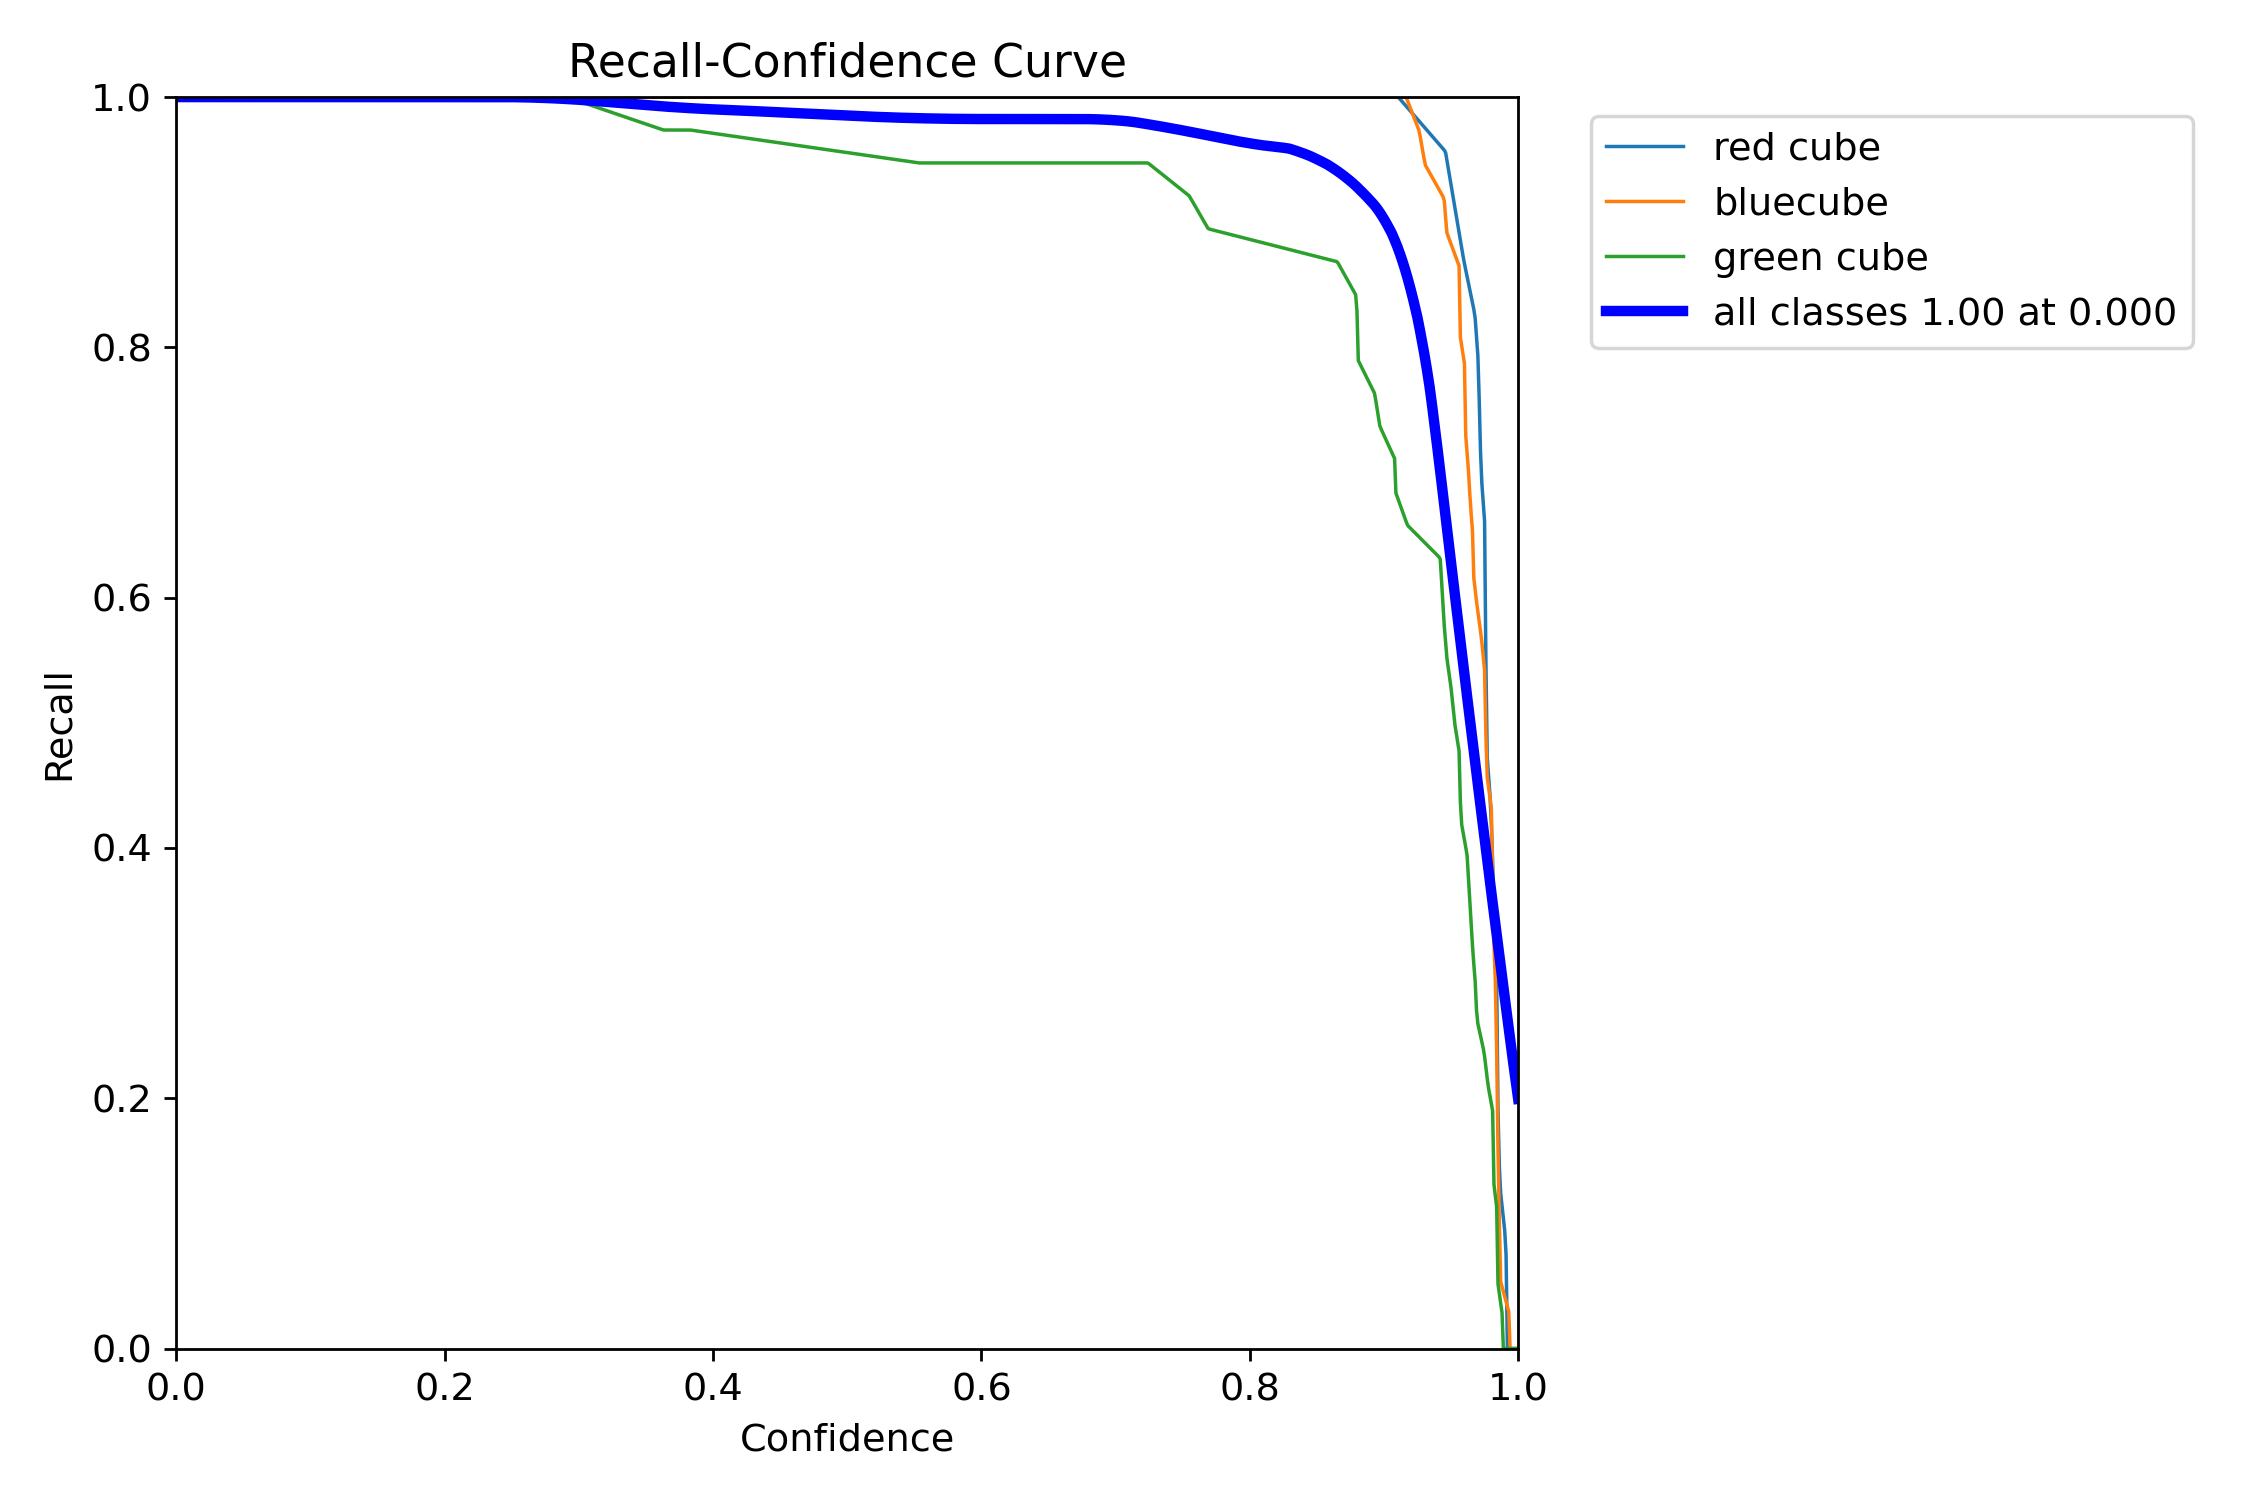 Recall-Confidence Curve
1.0
0.8
0.6
0.4
0.2
0.0
Recall
0.0 0.2 0.4 0.6 0.8 1.0
Confidence
red cube
bluecube
green cube
all classes 1.00 at 0.000